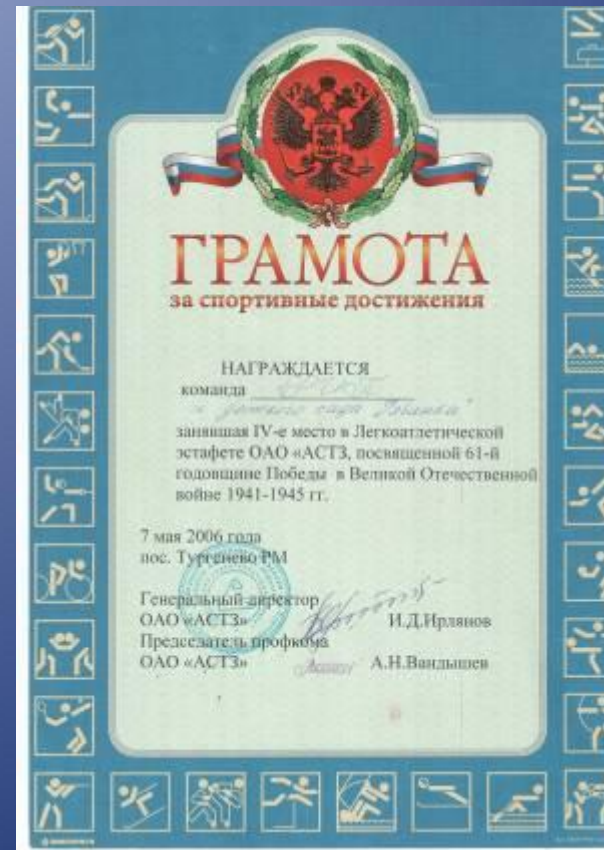 ГРАМОТА
за спортивные достижения
НАГРАЖДАЕТСЯ
команда
детского сада
занявшая IV-е место в Легкоатлетической
эстафете ОАО «АСТЗ, посвященной 61-й
годовщине Победы в Великой Отечественной
войне 1941-1945 гг.
7 мая 2006 года
пос. Тургенево РМ
Генеральный директор
ОАО «АСТЗ» И.Д.Ирлянов
Председатель профкома
ОАО «АСТЗ» А.Н.Вандышев